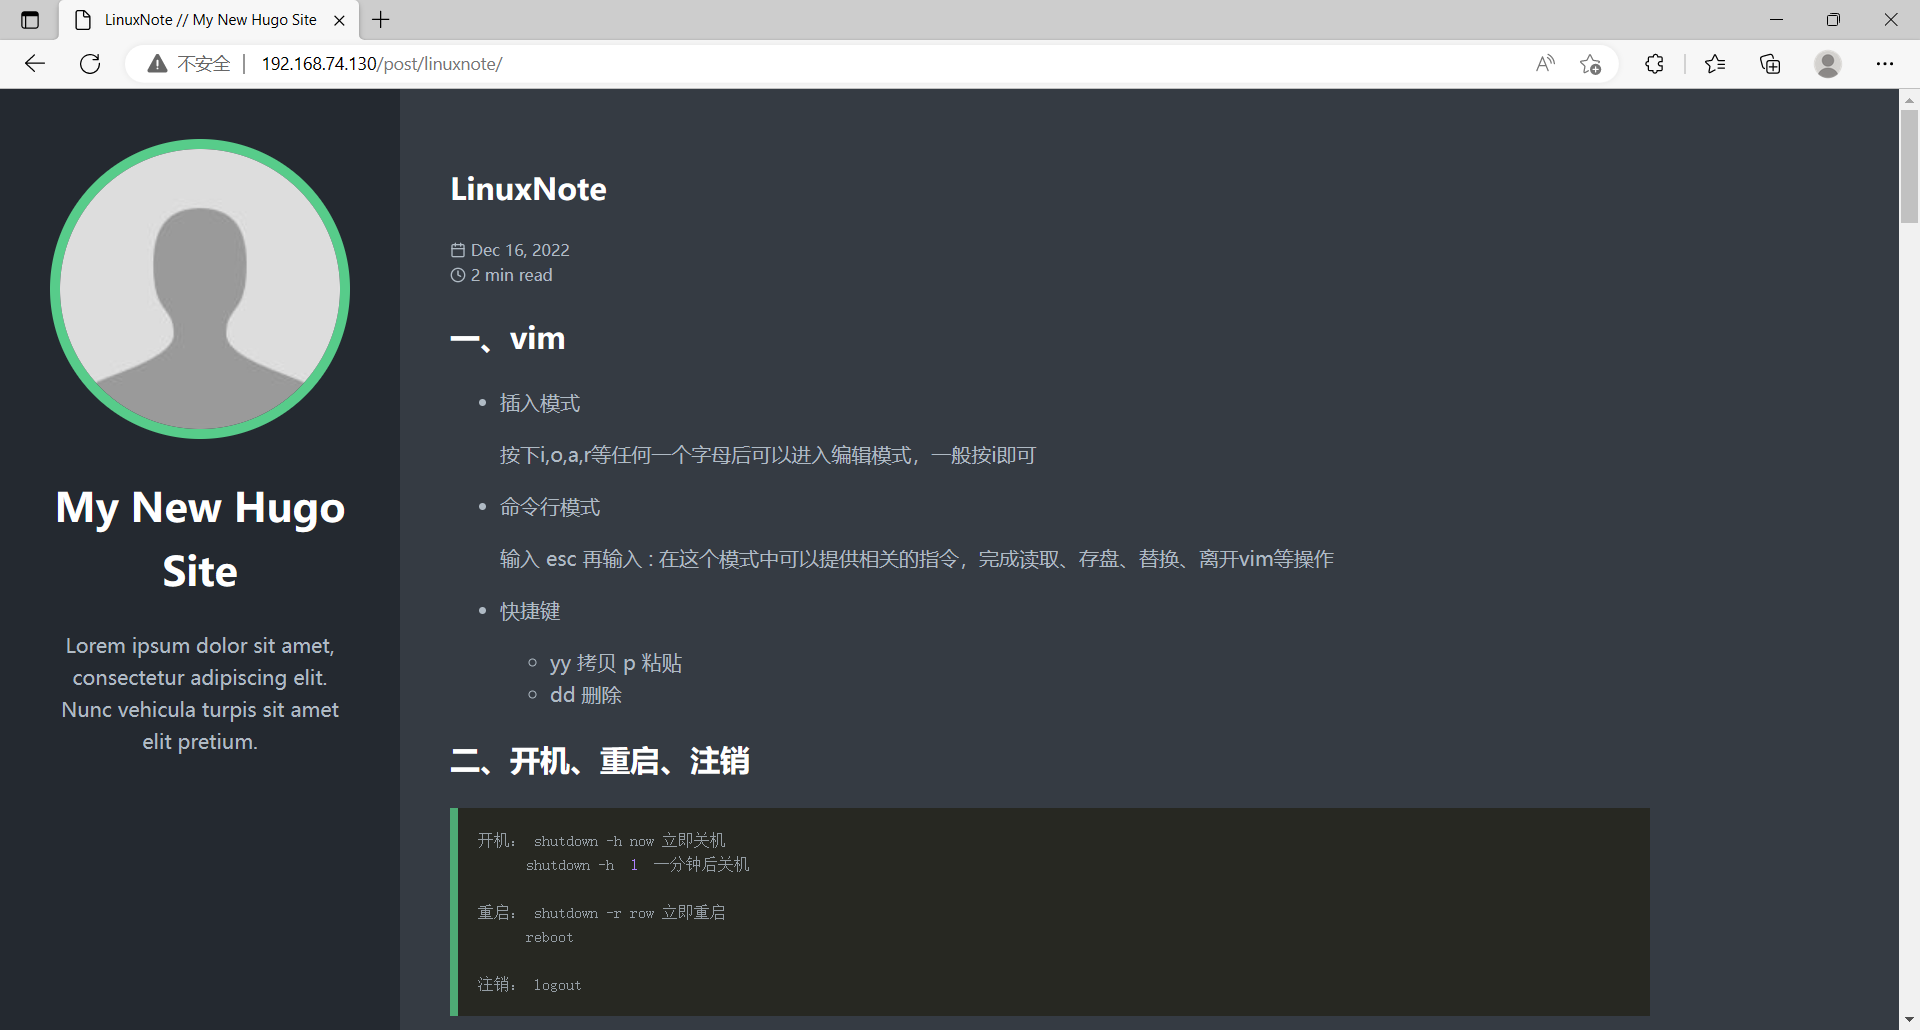 LinuxNote // My New Hugo Site
不安全 | 192.168.74.130/post/linuxnote/
My New Hugo
Site
Lorem ipsum dolor sit amet,
consectetur adipiscing elit.
Nunc vehicula turpis sit amet
elit pretium.
LinuxNote
Dec 16, 2022
2 min read
一、vim
• 插入模式
按下i,o,a,r等任何一个字母后可以进入编辑模式，一般按i即可
• 命令行模式
输入 esc 再输入 : 在这个模式中可以提供相关的指令，完成读取、存盘、替换、离开vim等操作
• 快捷键
◦ yy 拷贝 p 粘贴
◦ dd 删除
二、开机、重启、注销
开机： shutdown -h now 立即关机
shutdown -h 1 一分钟后关机
重启： shutdown -r row 立即重启
reboot
注销： logout